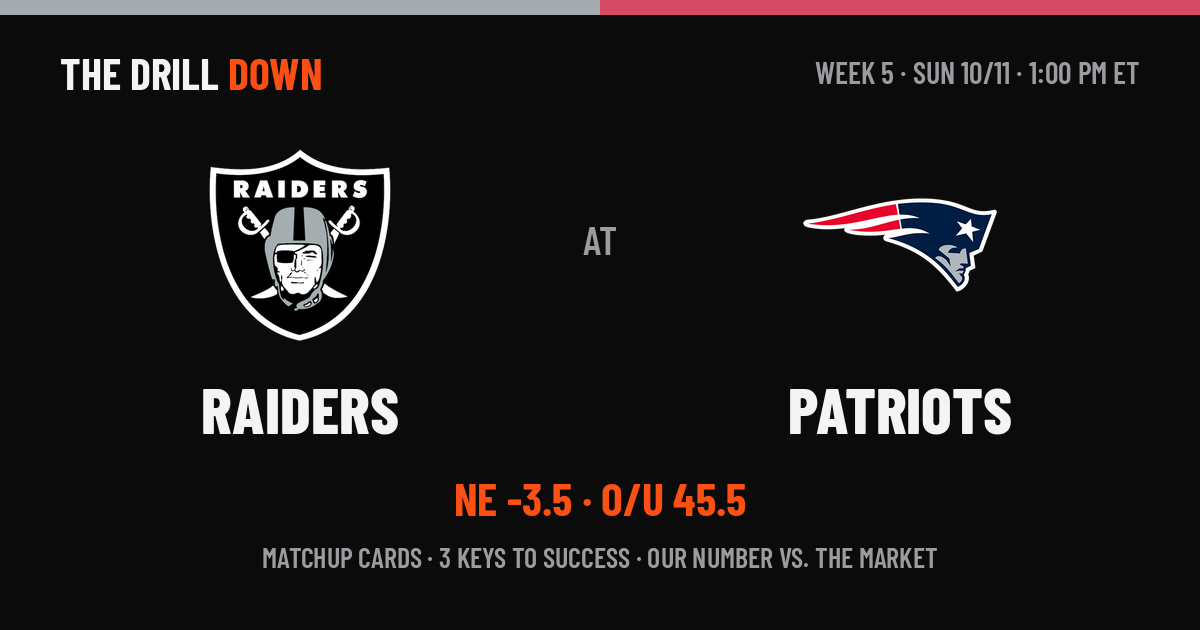 THE DRILL DOWN
WEEK 5 · SUN 10/11 · 1:00 PM ET
RAIDERS
AT
RAIDERS
PATRIOTS
NE -3.5 · O/U 45.5
MATCHUP CARDS · 3 KEYS TO SUCCESS · OUR NUMBER VS. THE MARKET